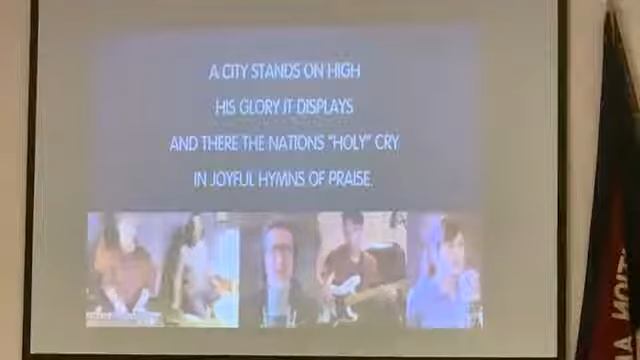 A CITY STANDS ON HIGH
HIS GLORY IT DISPLAYS
AND THERE THE NATIONS "HOLY" CRY
IN JOYFUL HYMNS OF PRAISE.